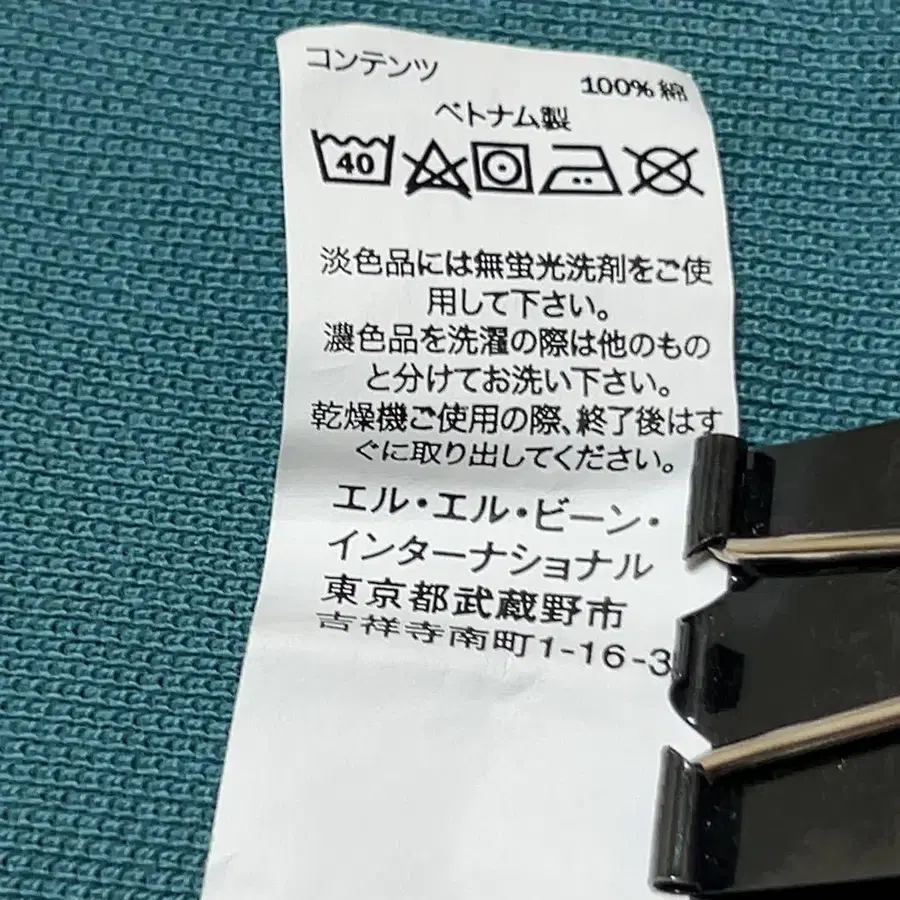 コンテンツ
100% 綿
ベトナム製
40
淡色品には無蛍光洗剤をご使
用して下さい。
濃色品を洗濯の際は他のもの
と分けてお洗い下さい。
乾燥機ご使用の際、終了後はす
ぐに取り出してください。
エル・エル・ビーン・
インターナショナル
東京都武蔵野市
吉祥寺南町1-16-3